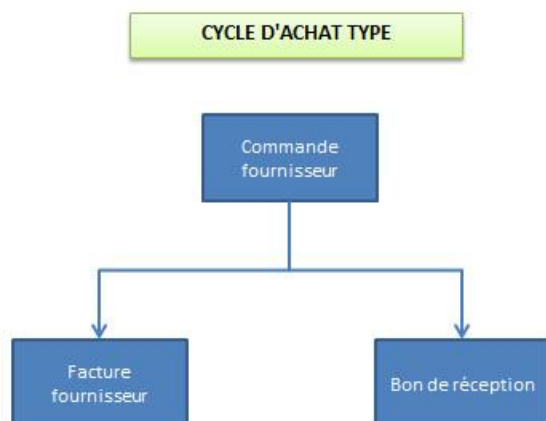 CYCLE D'ACHAT TYPE
Commande
fournisseur
Facture
fournisseur
Bon de réception